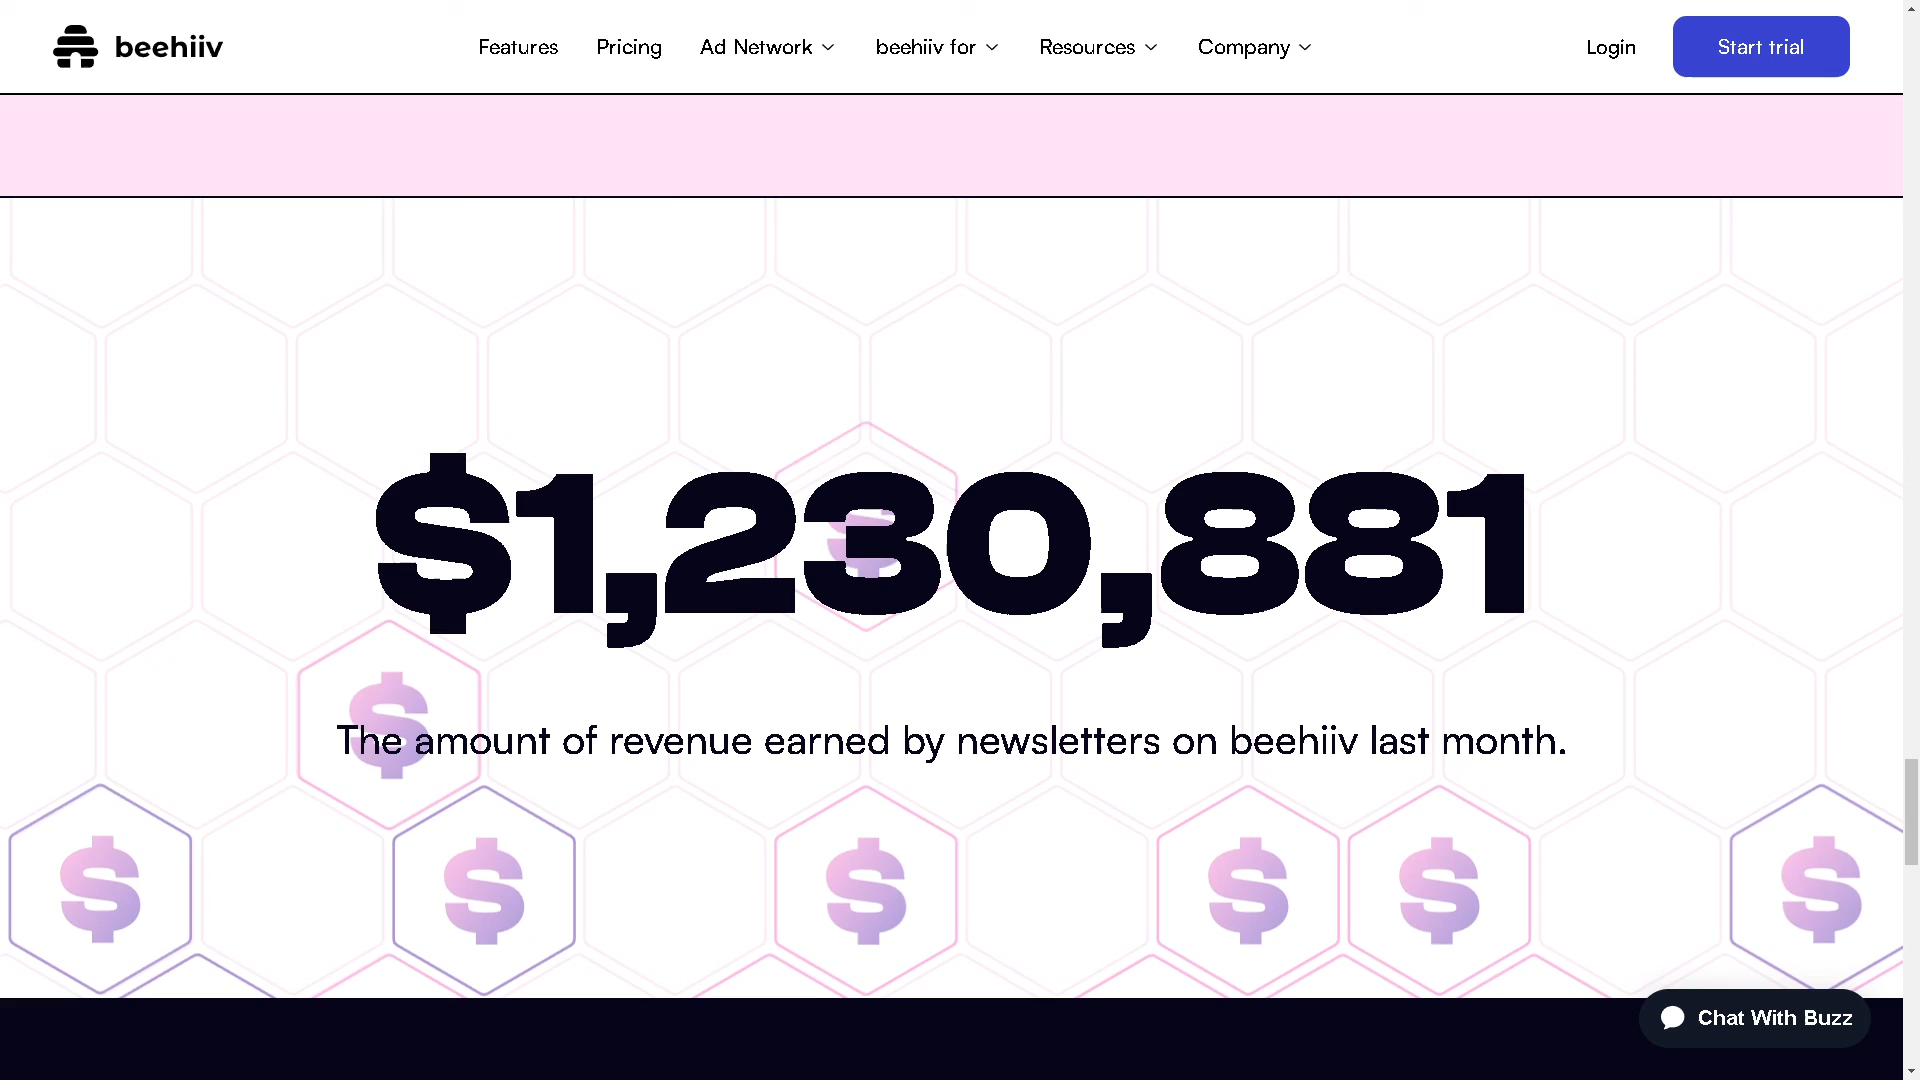 beehiiv Features Pricing Ad Network beehiiv for Resources Company Login Start trial
$1,230,881
The amount of revenue earned by newsletters on beehiiv last month.
$
$ $ $ $ $
Chat With Buzz